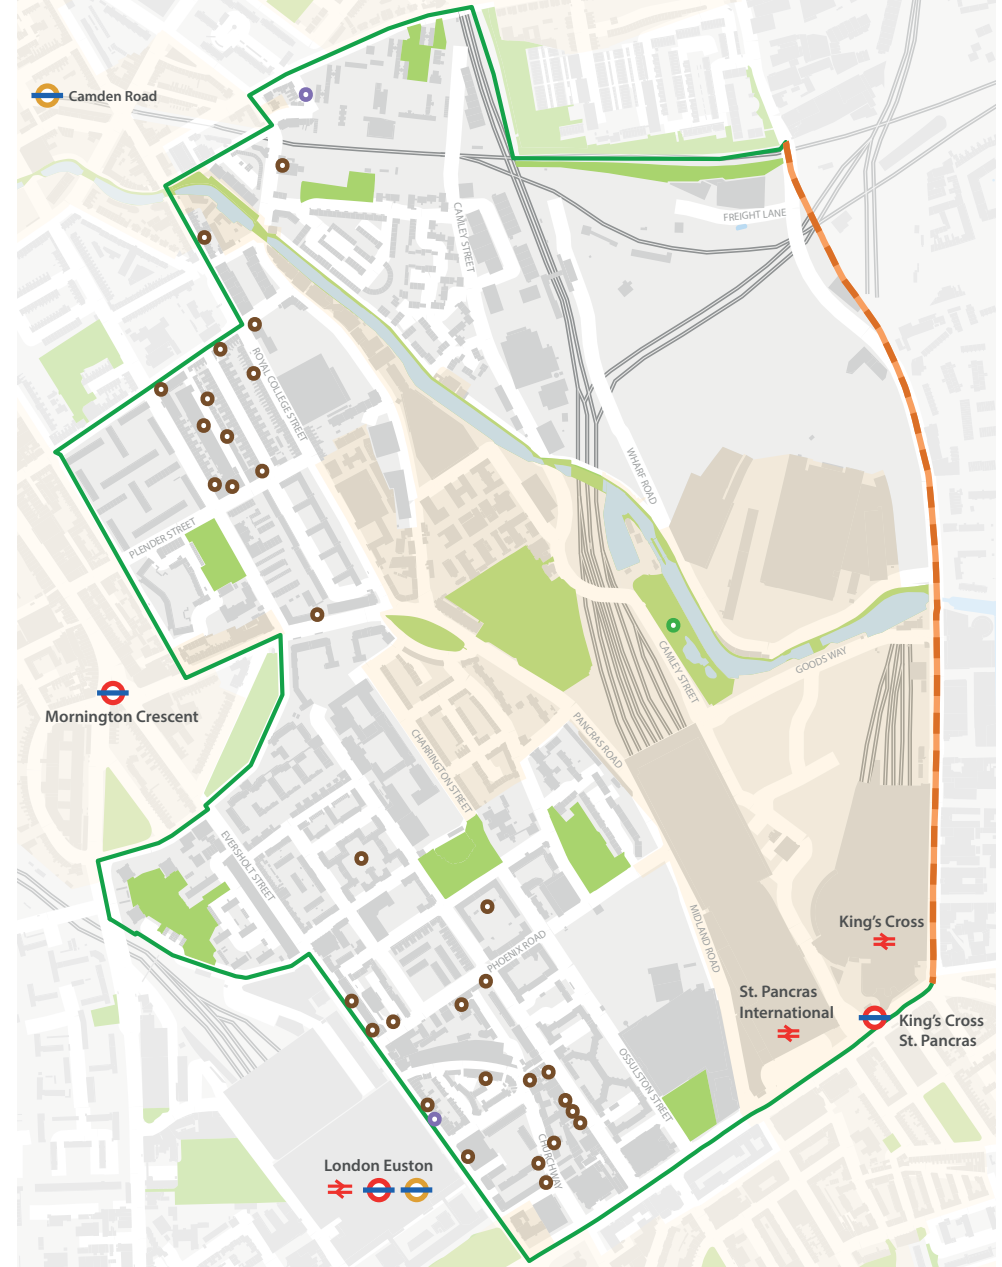 Camden Road
CAMLEY STREET
FREIGHT LANE
ROYAL COLLEGE STREET
WHARF ROAD
PLENDER STREET
CAMLEY STREET
GOODS WAY
Mornington Crescent
PANCRAS ROAD
CHARRINGTON STREET
EVERSHOLT STREET
MIDLAND ROAD
King's Cross
PHOENIX ROAD
St. Pancras
International
King's Cross
St. Pancras
OSSULSTON STREET
CHURCHWAY
London Euston